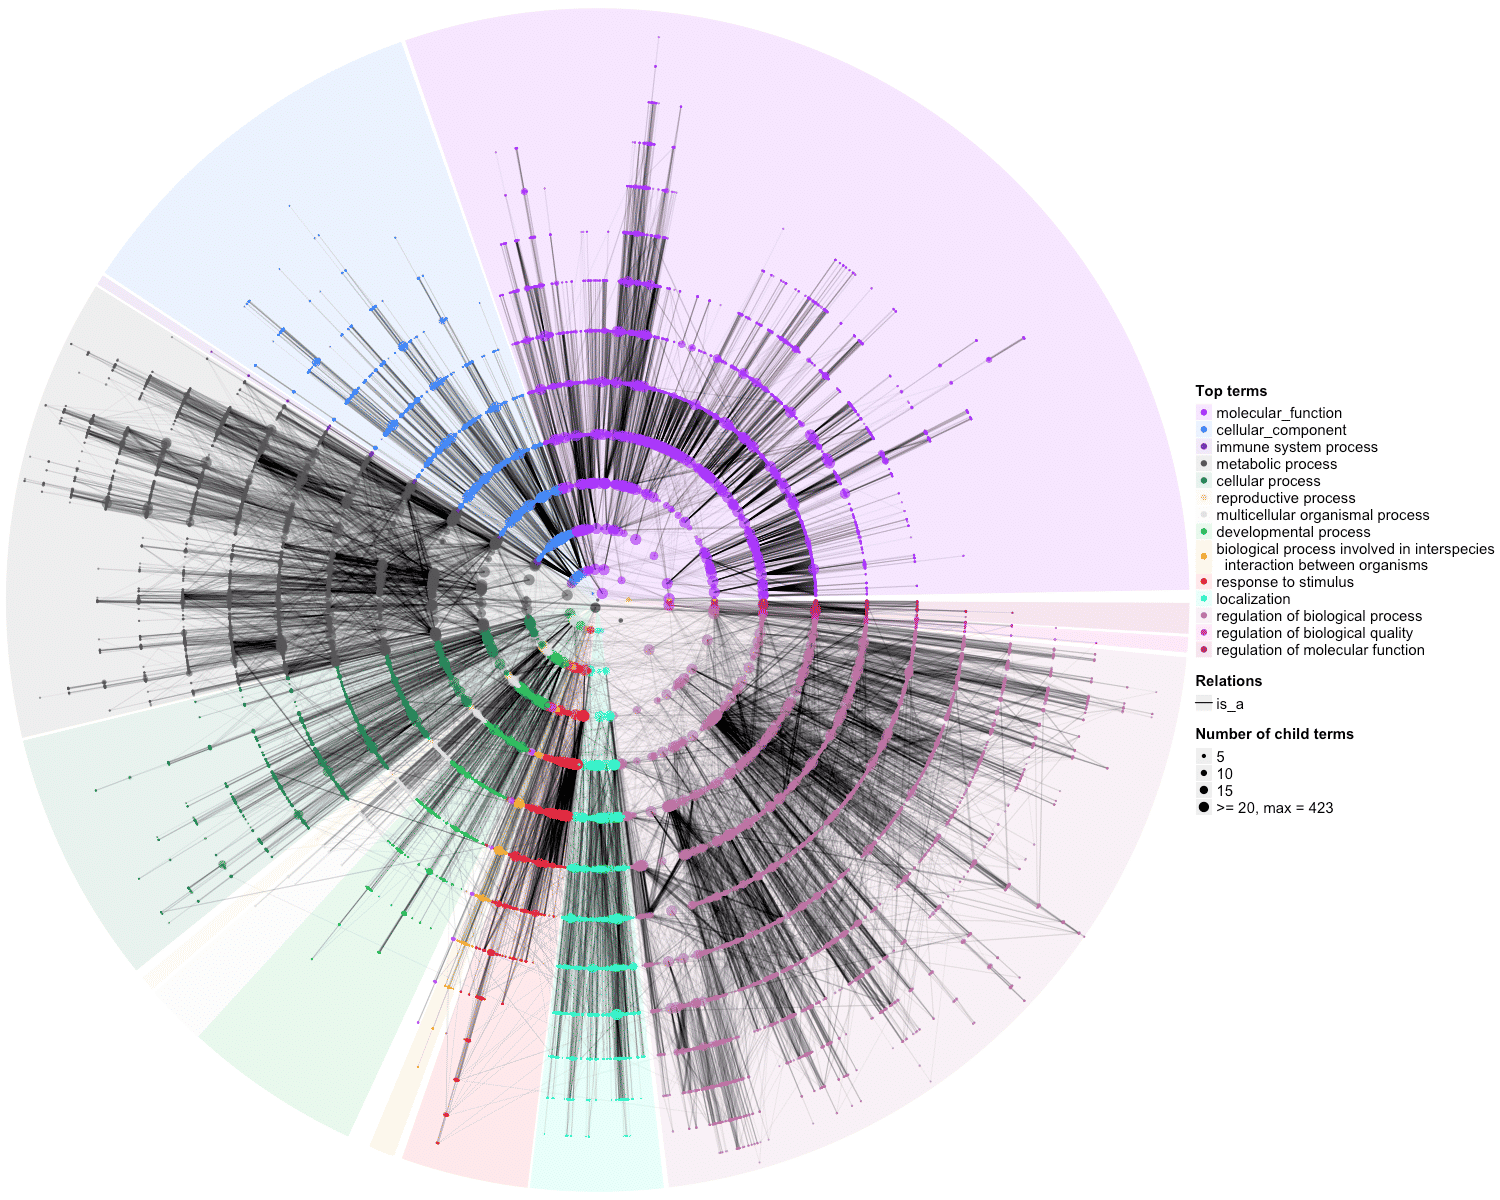 Top terms
molecular_function
cellular_component
immune system process
metabolic process
cellular process
reproductive process
multicellular organismal process
developmental process
biological process involved in interspecies
interaction between organisms
response to stimulus
localization
regulation of biological process
regulation of biological quality
regulation of molecular function
Relations
is_a
Number of child terms
5
10
15
>= 20, max = 423